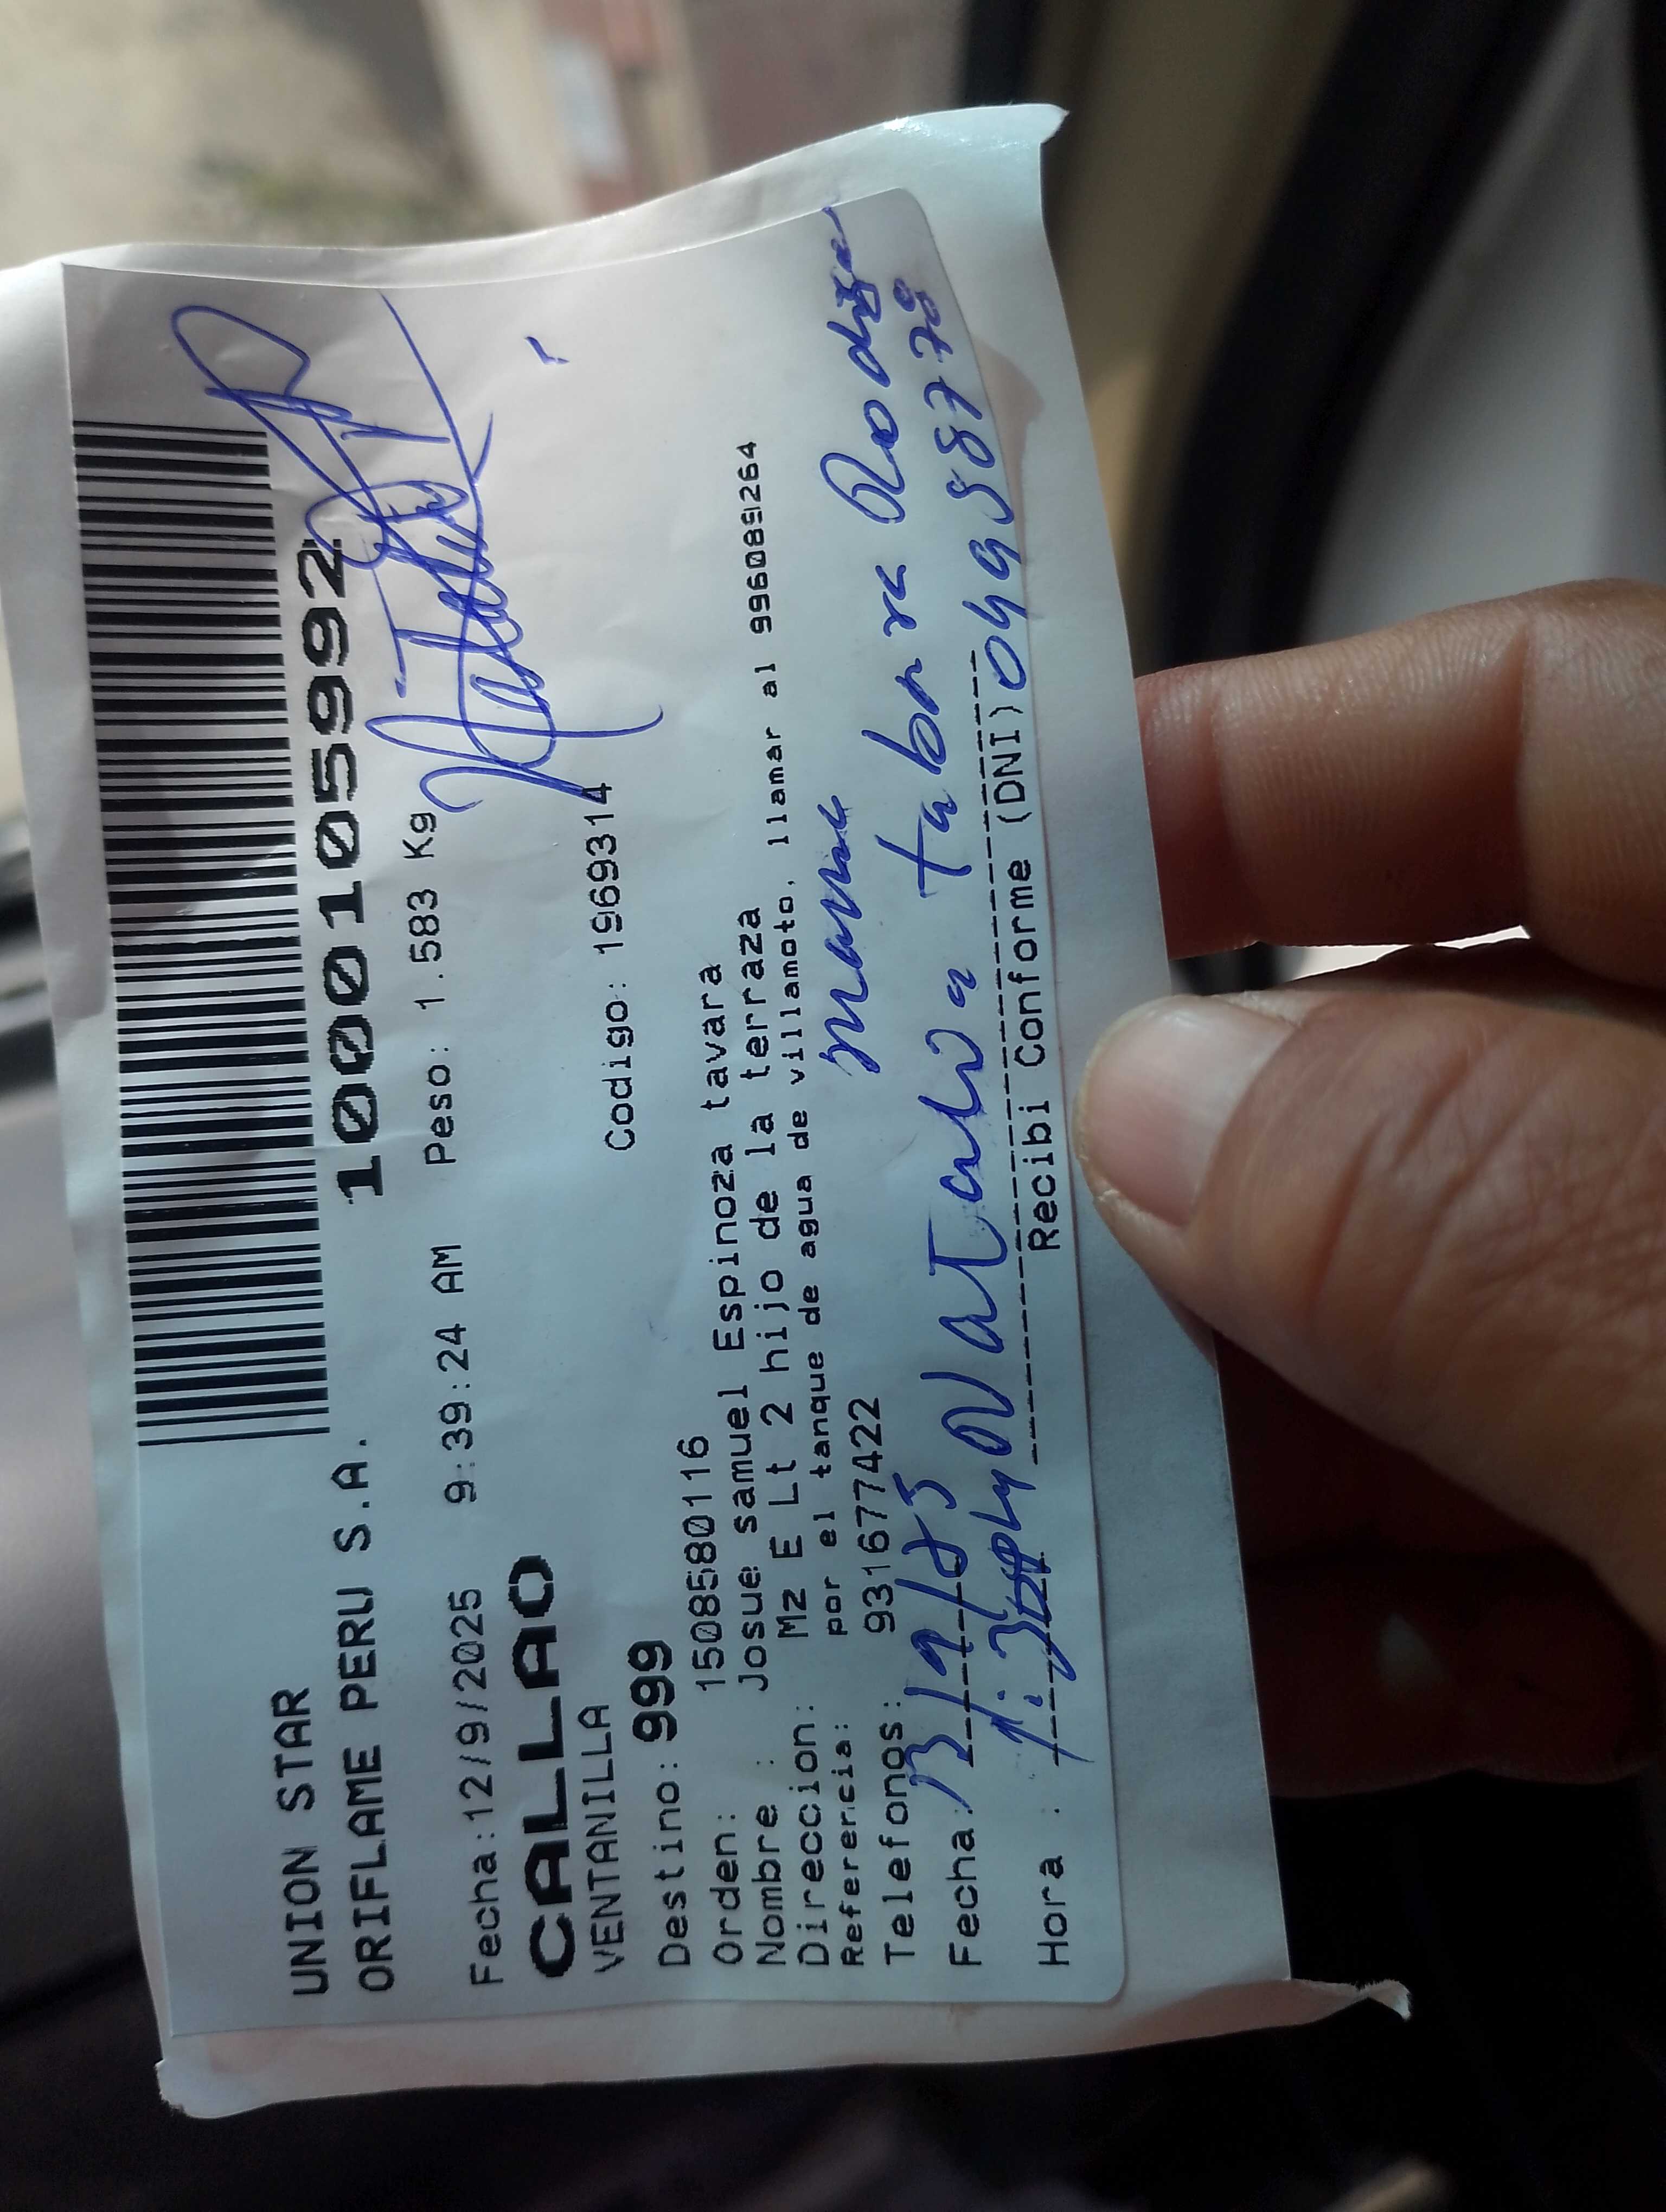 UNION STAR
ORIFLAME PERU S.A.
10001105992
Fecha:12/9/2025 9:39:24 AM Peso: 1.583 Kg
CALLAO
VENTANILLA
Destino: 999 Codigo: 1969314
Orden: 1508580116
Nombre : Josue samuel Espinoza tavara
Direccion: Mz E Lt 2 hijo de la terraza
Referencia: por el tanque de agua de villamoto, llamar al 996089264
Telefonos: 931677422 mama
Fecha: 13/9/25
Hora :
Recibi Conforme (DNI)